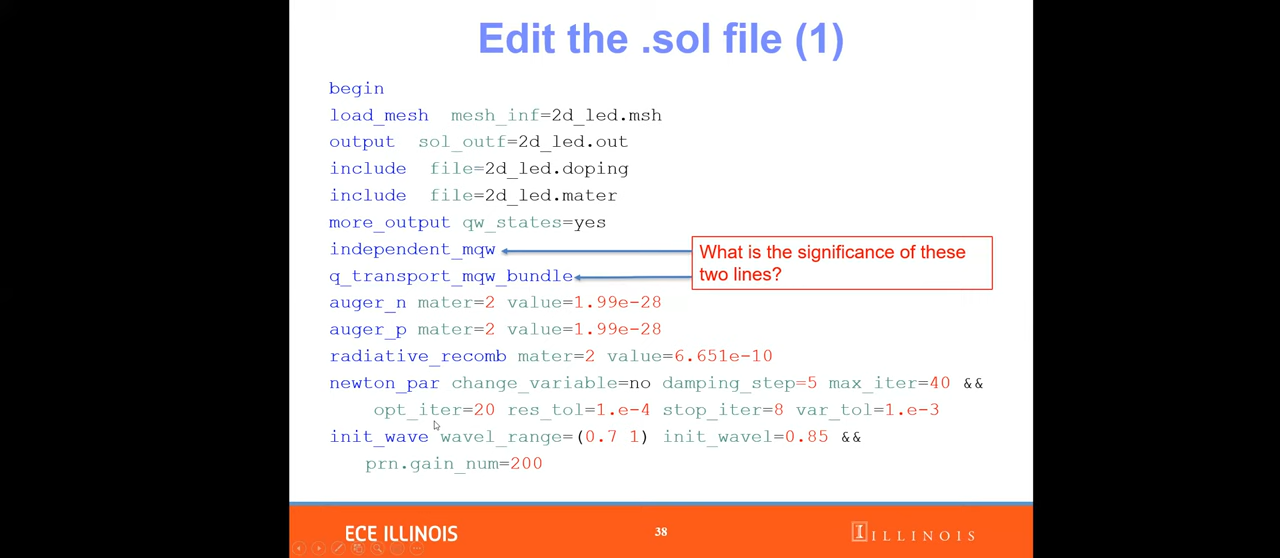 Edit the .sol file (1)
begin
load_mesh mesh_inf=2d_led.msh
output sol_outf=2d_led.out
include file=2d_led.doping
include file=2d_led.mater
more_output qw_states=yes
independent_mqw
What is the significance of these
two lines?
q_transport_mqw_bundle
auger_n mater=2 value=1.99e-28
auger_p mater=2 value=1.99e-28
radiative_recomb mater=2 value=6.651e-10
newton_par change_variable=no damping_step=5 max_iter=40 &&
opt_iter=20 res_tol=1.e-4 stop_iter=8 var_tol=1.e-3
init_wave wavel_range=(0.7 1) init_wavel=0.85 &&
prn.gain_num=200
ECE ILLINOIS
38
I ILLINOIS